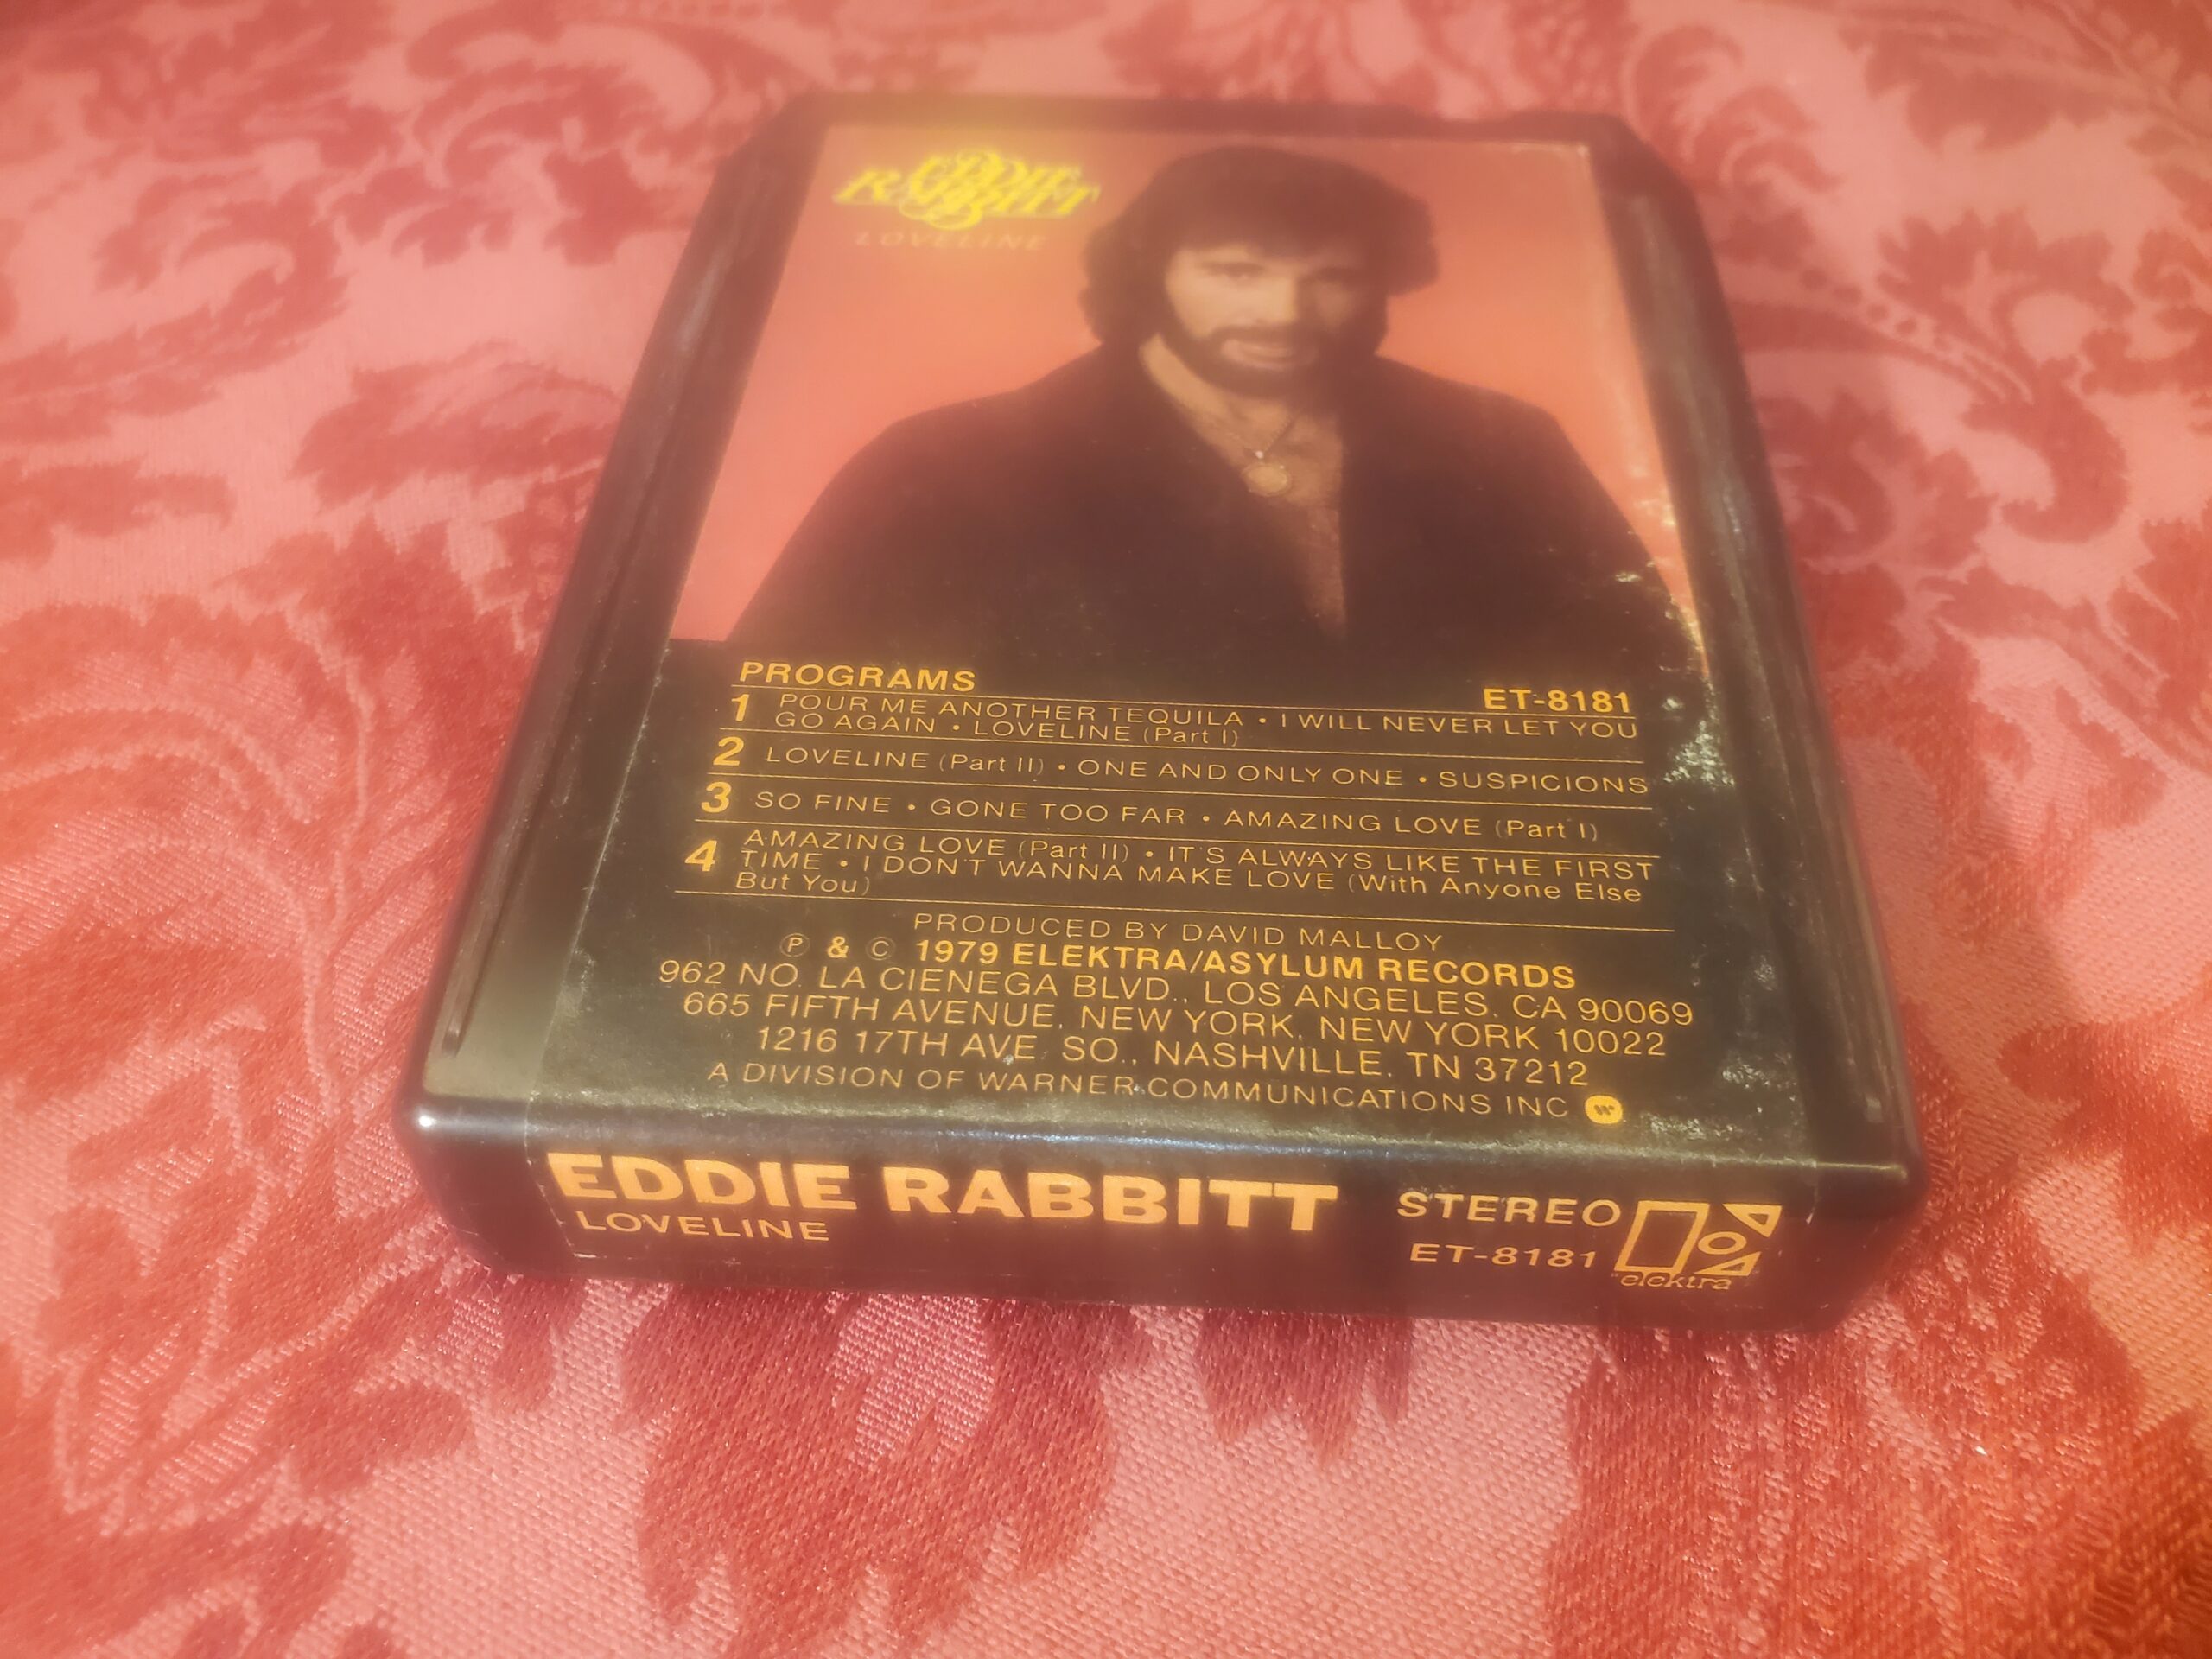 EDDIE
RABBITT
LOVELINE
PROGRAMS
ET-8181
1 POUR ME ANOTHER TEQUILA • I WILL NEVER LET YOU
GO AGAIN • LOVELINE (Part I)
2 LOVELINE (Part II) • ONE AND ONLY ONE • SUSPICIONS
3 SO FINE • GONE TOO FAR • AMAZING LOVE (Part I)
4 AMAZING LOVE (Part II) • IT'S ALWAYS LIKE THE FIRST
TIME • I DON'T WANNA MAKE LOVE (With Anyone Else
But You)
PRODUCED BY DAVID MALLOY
Ⓟ & © 1979 ELEKTRA/ASYLUM RECORDS
962 NO. LA CIENEGA BLVD., LOS ANGELES, CA 90069
665 FIFTH AVENUE, NEW YORK, NEW YORK 10022
1216 17TH AVE. SO., NASHVILLE, TN 37212
A DIVISION OF WARNER COMMUNICATIONS INC
EDDIE RABBITT
LOVELINE
STEREO
ET-8181
elektra